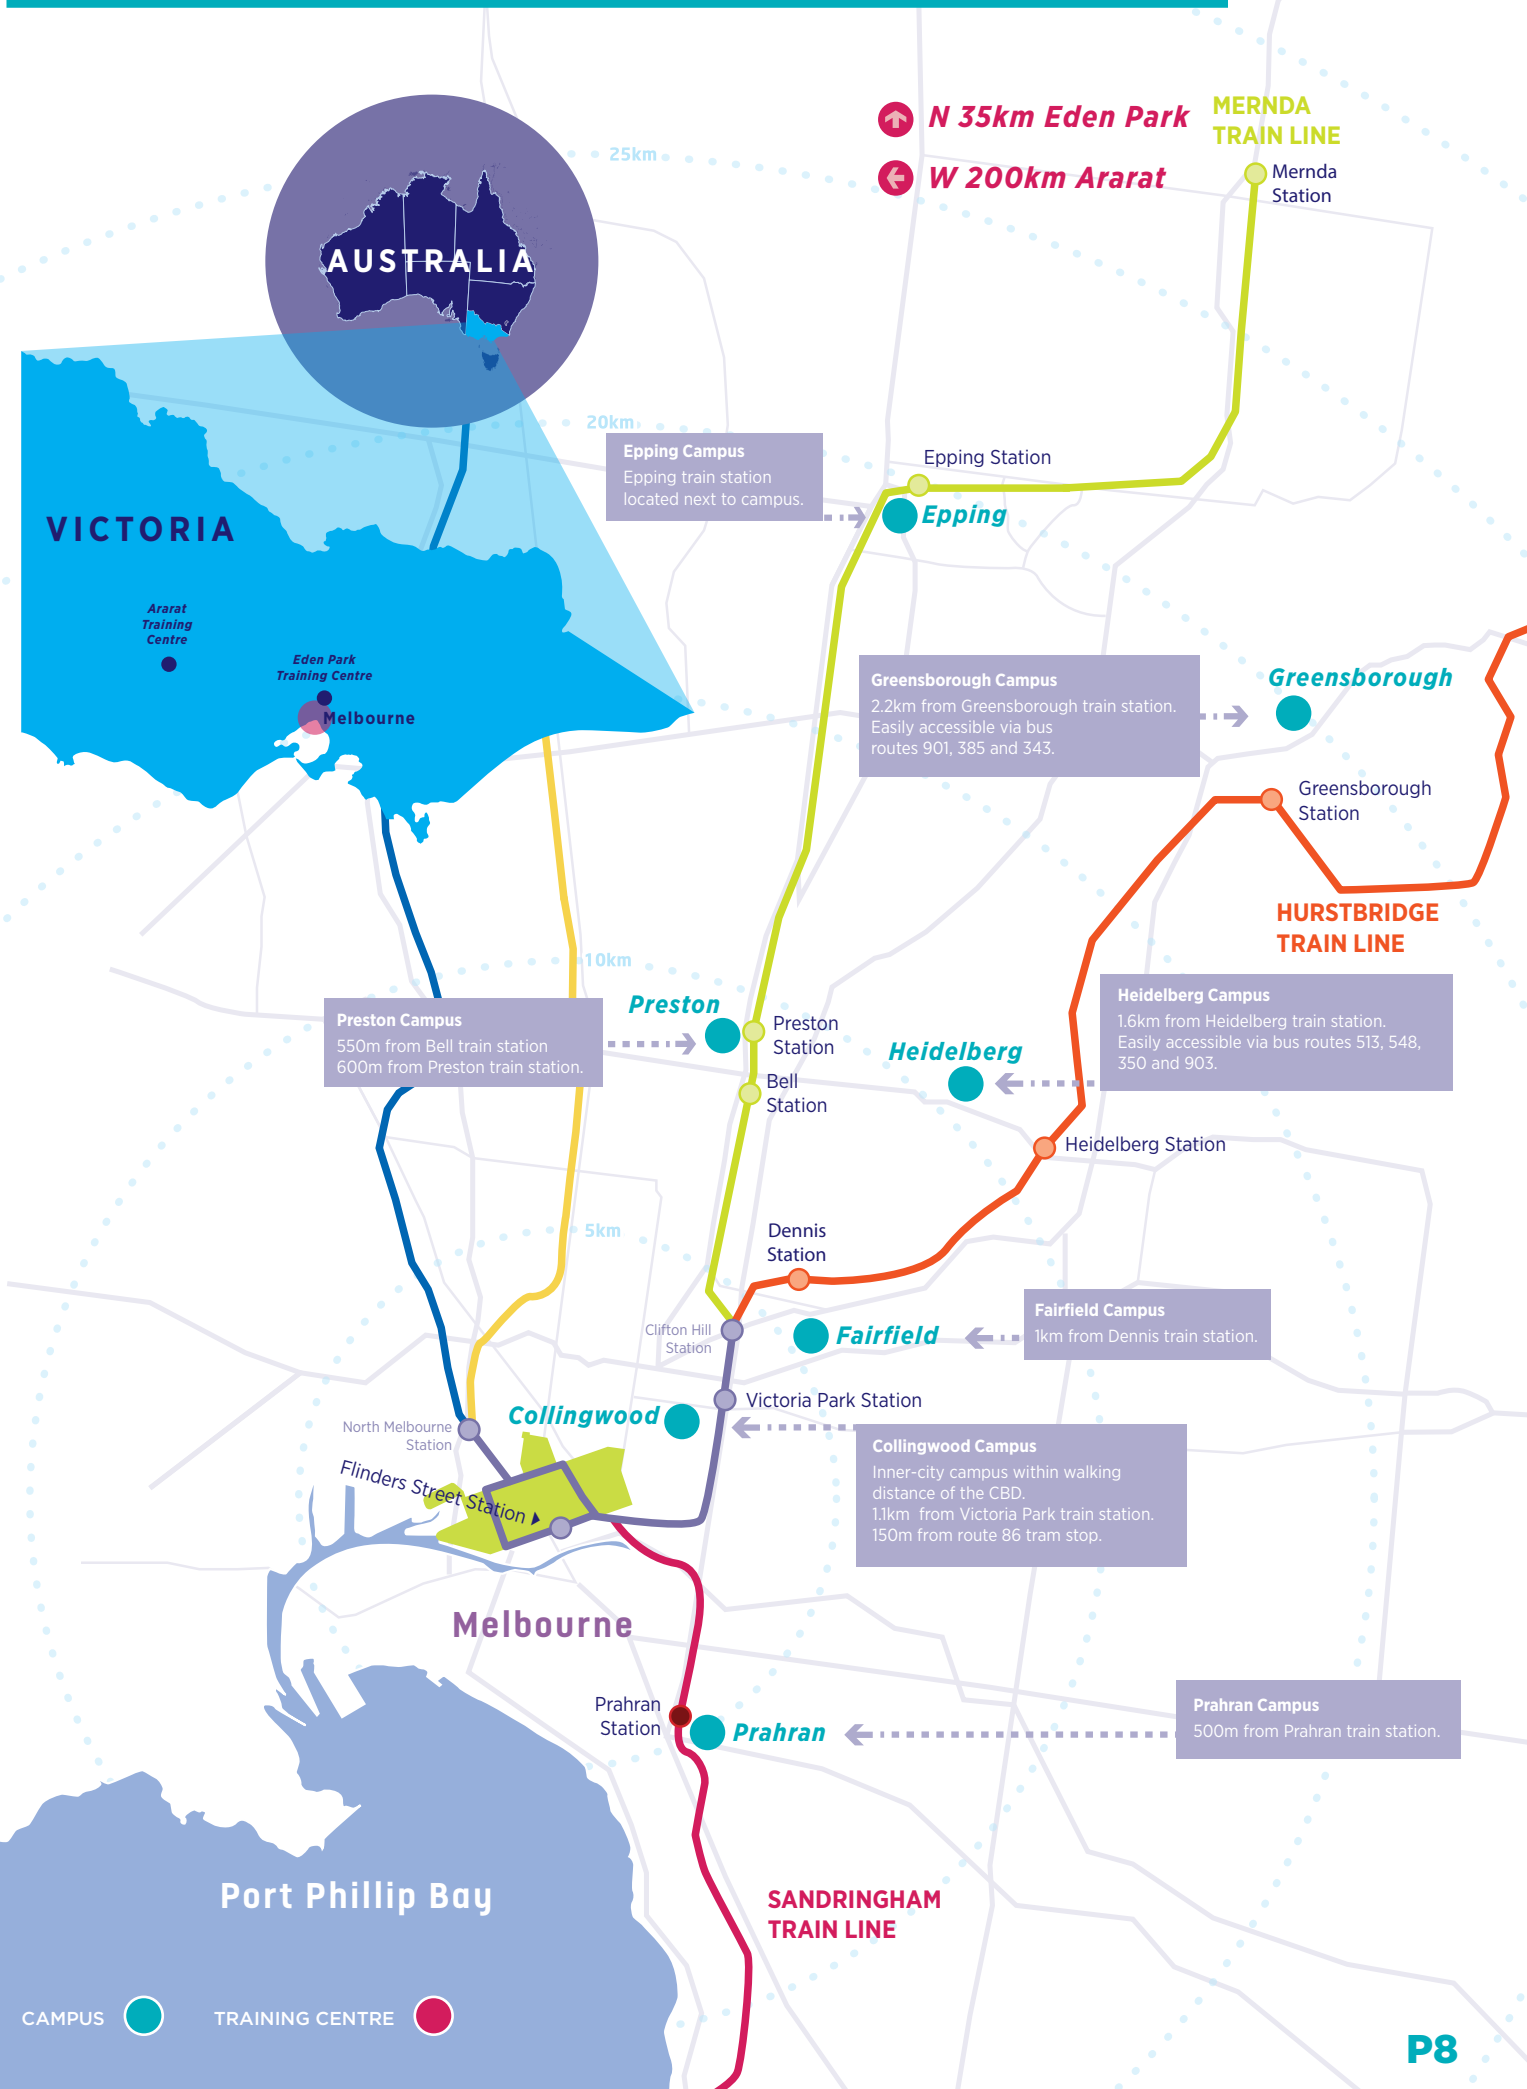 25km
N 35km Eden Park
W 200km Ararat
MERNDA
TRAIN LINE
Mernda
Station
AUSTRALIA
20km
Epping Campus
Epping train station
located next to campus.
Epping Station
Epping
VICTORIA
Ararat
Training
Centre
Eden Park
Training Centre
Melbourne
Greensborough Campus
2.2km from Greensborough train station.
Easily accessible via bus
routes 901, 385 and 343.
Greensborough
Greensborough
Station
HURSTBRIDGE
TRAIN LINE
10km
Preston Campus
550m from Bell train station
600m from Preston train station.
Preston
Preston
Station
Bell
Station
Heidelberg
Heidelberg Campus
1.6km from Heidelberg train station.
Easily accessible via bus routes 513, 548,
350 and 903.
Heidelberg Station
5km
Dennis
Station
Clifton Hill
Station
Fairfield
Fairfield Campus
1km from Dennis train station.
Collingwood
Victoria Park Station
North Melbourne
Station
Flinders Street Station
Collingwood Campus
Inner-city campus within walking
distance of the CBD.
1.1km from Victoria Park train station.
150m from route 86 tram stop.
Melbourne
Prahran
Station
Prahran
Prahran Campus
500m from Prahran train station.
Port Phillip Bay
SANDRINGHAM
TRAIN LINE
CAMPUS
TRAINING CENTRE
P8